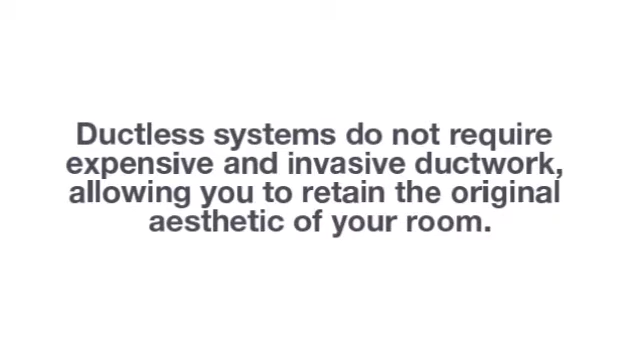 Ductless systems do not require
expensive and invasive ductwork,
allowing you to retain the original
aesthetic of your room.